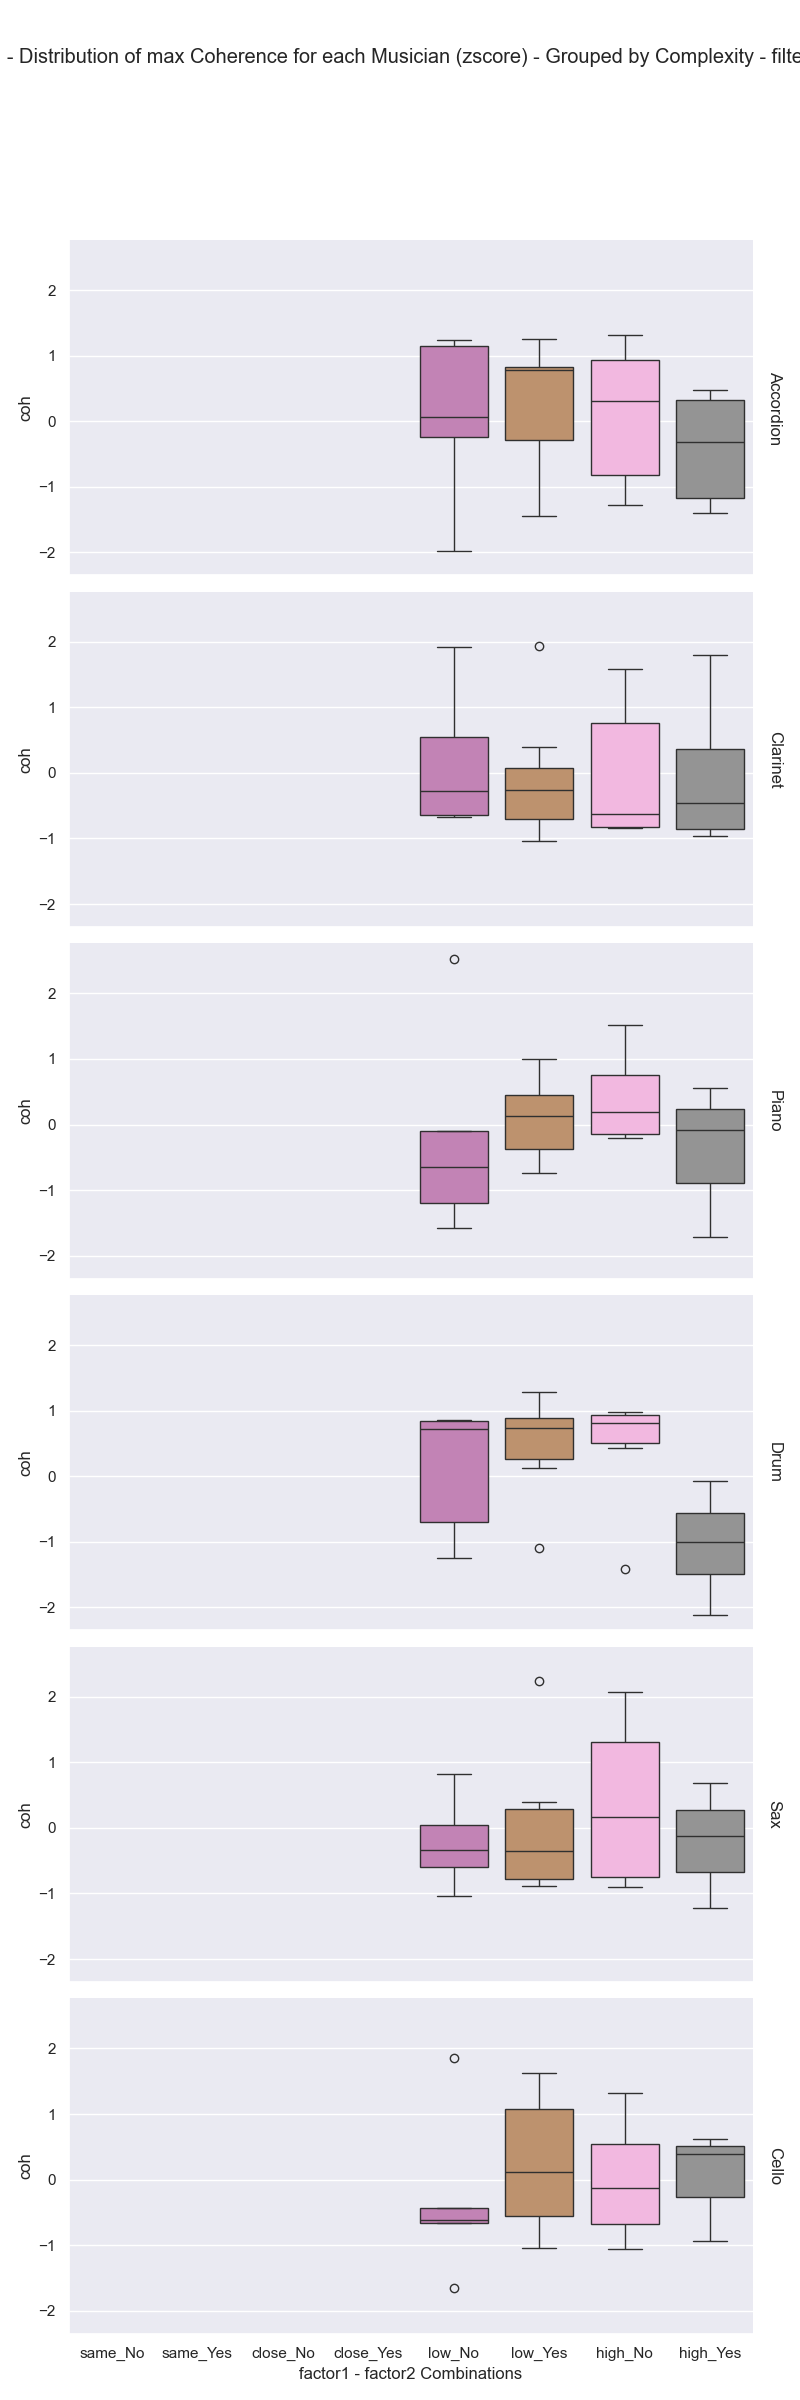 - Distribution of max Coherence for each Musician (zscore) - Grouped by Complexity - filte
2
1
0
−1
−2
coh
Accordion
2
1
0
−1
−2
coh
Clarinet
2
1
0
−1
−2
coh
Piano
2
1
0
−1
−2
coh
Drum
2
1
0
−1
−2
coh
Sax
2
1
0
−1
−2
coh
Cello
same_No same_Yes close_No close_Yes low_No low_Yes high_No high_Yes
factor1 - factor2 Combinations